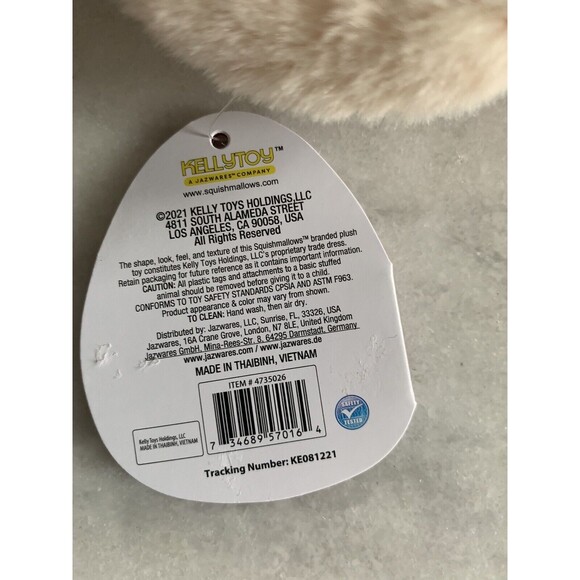 KELLYTOY™
A JAZWARES™ COMPANY
www.squishmallows.com
©2021 KELLY TOYS HOLDINGS,LLC
4811 SOUTH ALAMEDA STREET
LOS ANGELES, CA 90058, USA
All Rights Reserved
The shape, look, feel, and texture of this Squishmallows™ branded plush
toy constitutes Kelly Toys Holdings, LLC's proprietary trade dress.
Retain packaging for future reference as it contains important information.
CAUTION: All plastic tags and attachments to a basic stuffed
animal should be removed before giving it to a child.
CONFORMS TO TOY SAFETY STANDARDS CPSIA AND ASTM F963.
Product appearance & color may vary from shown.
TO CLEAN: Hand wash, then air dry.
Distributed by: Jazwares, LLC, Sunrise, FL, 33326, USA
Jazwares, 16A Crane Grove, London, N7 8LE, United Kingdom
Jazwares GmbH, Mina-Rees-Str. 8, 64295 Darmstadt, Germany
www.jazwares.com / www.jazwares.de
MADE IN THAIBINH, VIETNAM
ITEM # 4735026
7 34689 57016 4
SAFETY
TESTED
Kelly Toys Holdings, LLC
MADE IN THAIBINH, VIETNAM
Tracking Number: KE081221